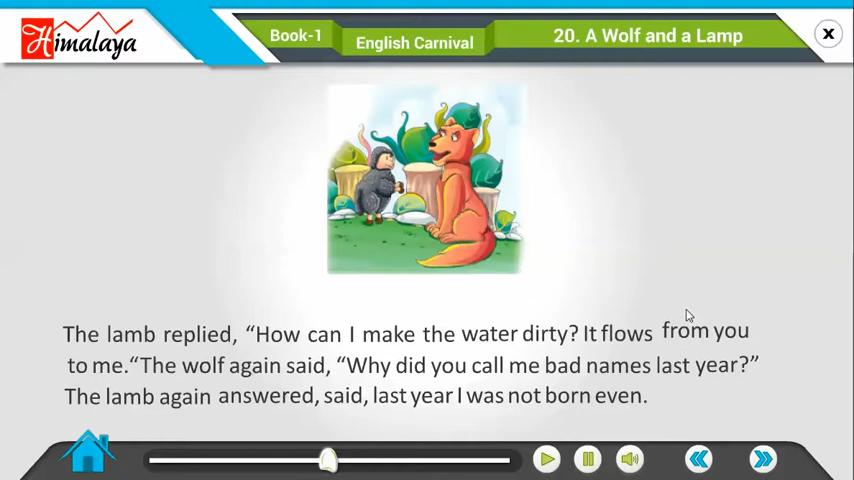 Himalaya
Book-1
English Carnival
20. A Wolf and a Lamp
x
The lamb replied, “How can I make the water dirty? It flows from you
to me.“The wolf again said, “Why did you call me bad names last year?”
The lamb again answered, said, last year I was not born even.